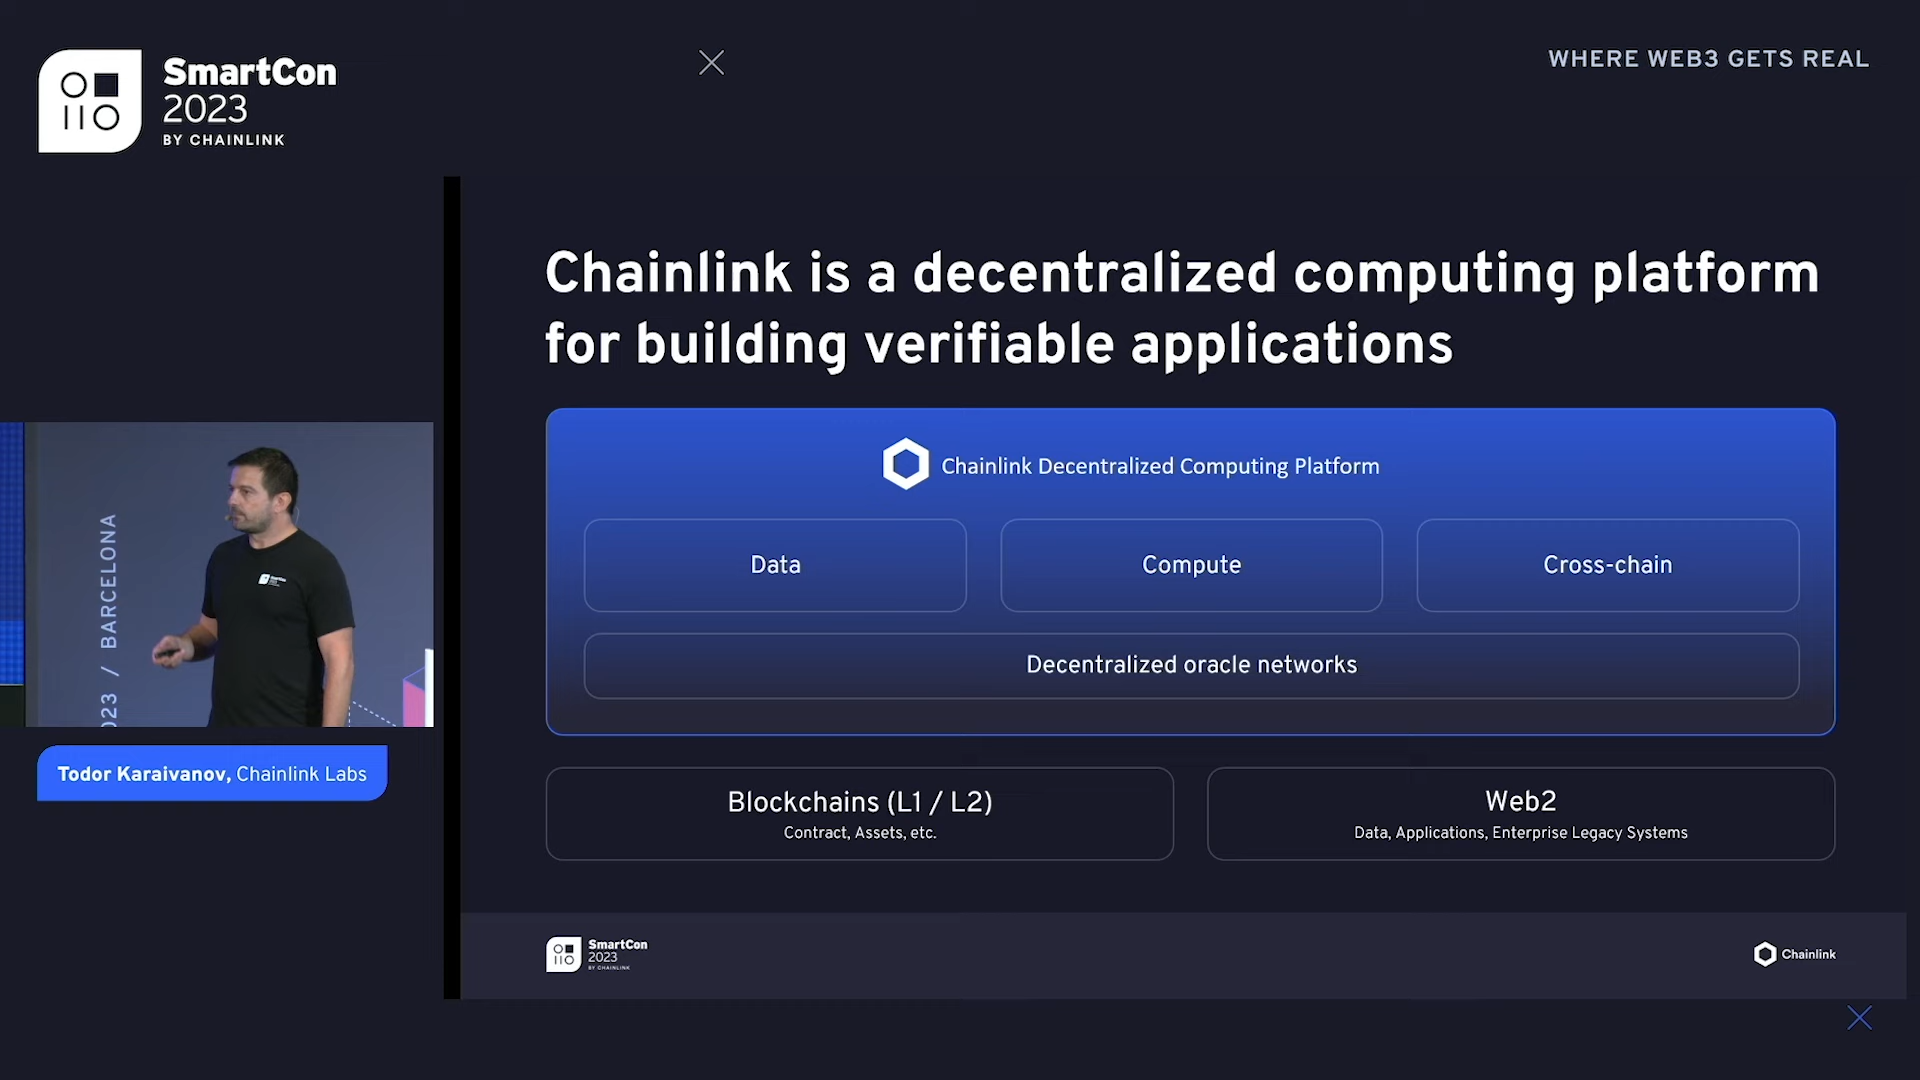 SmartCon
2023
BY CHAINLINK
WHERE WEB3 GETS REAL
Chainlink is a decentralized computing platform
for building verifiable applications
Chainlink Decentralized Computing Platform
Data
Compute
Cross-chain
Decentralized oracle networks
Blockchains (L1 / L2)
Contract, Assets, etc.
Web2
Data, Applications, Enterprise Legacy Systems
023 / BARCELONA
Todor Karaivanov, Chainlink Labs
SmartCon
2023
BY CHAINLINK
Chainlink